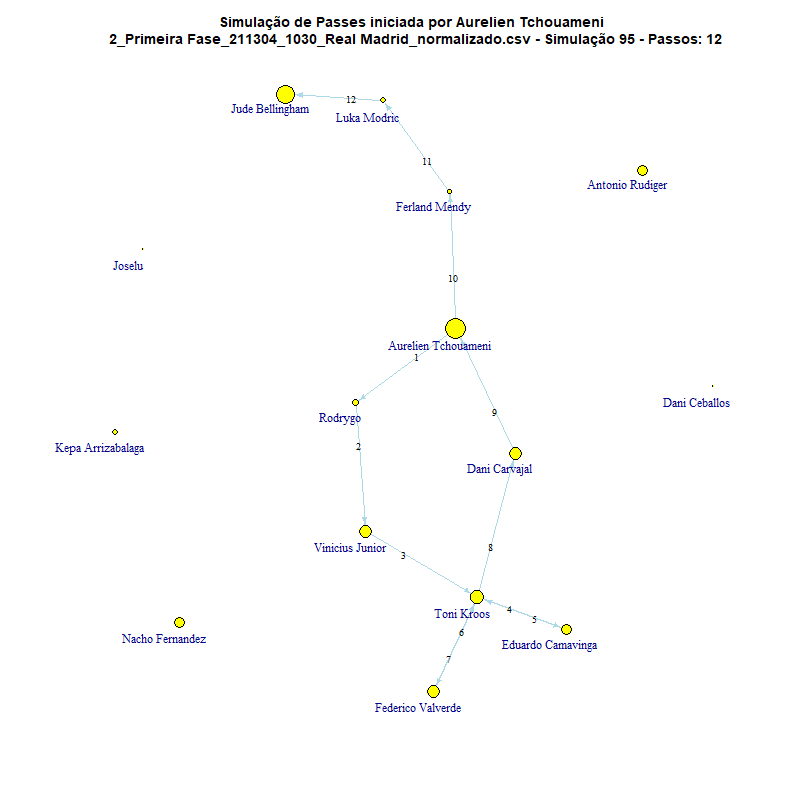 Simulação de Passes iniciada por Aurelien Tchouameni
2_Primeira Fase_211304_1030_Real Madrid_normalizado.csv - Simulação 95 - Passos: 12
12
Jude Bellingham
Luka Modric
11
Antonio Rudiger
Ferland Mendy
Joselu
10
Aurelien Tchouameni
1
Dani Ceballos
9
Rodrygo
2
Kepa Arrizabalaga
Dani Carvajal
Vinicius Junior
8
3
4
Toni Kroos
5
6
Nacho Fernandez
Eduardo Camavinga
7
Federico Valverde